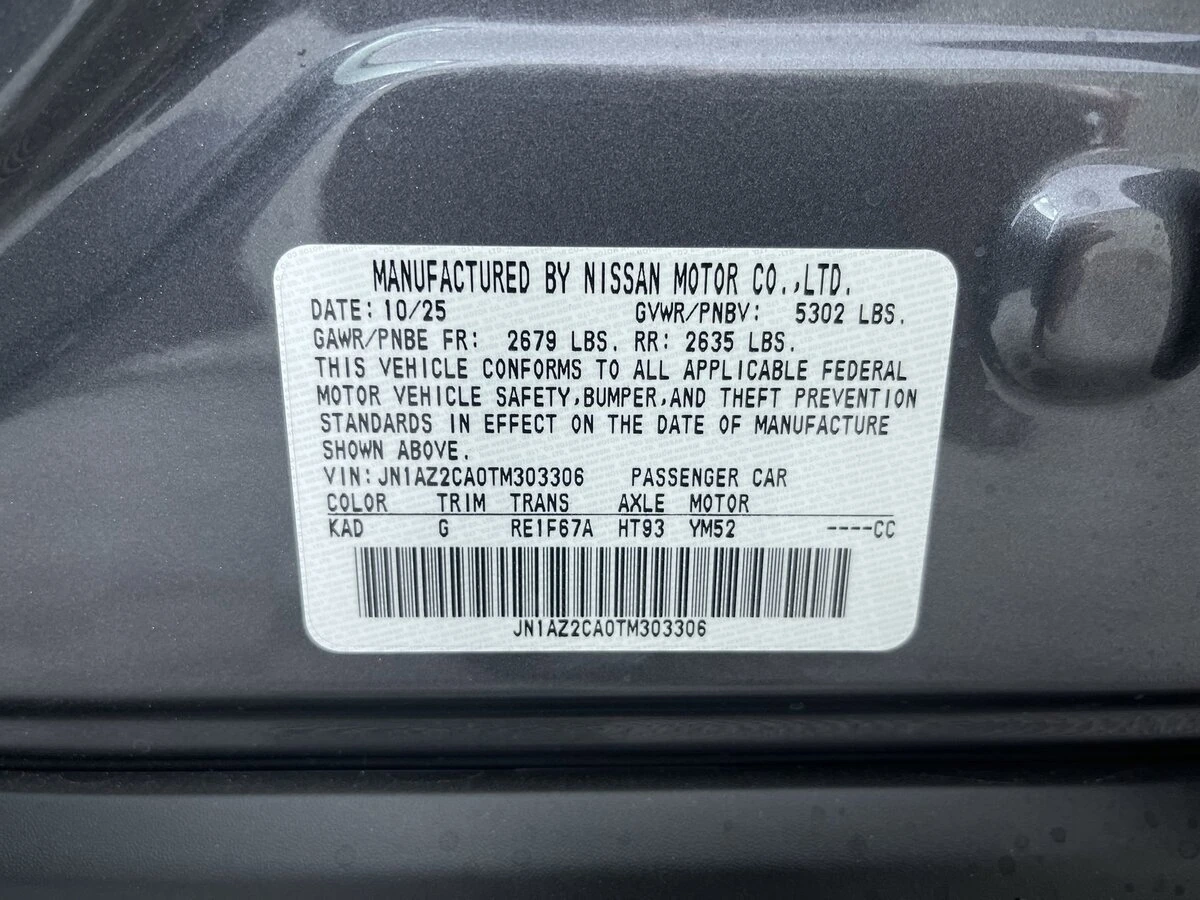 MANUFACTURED BY NISSAN MOTOR CO.,LTD.
DATE: 10/25 GVWR/PNBV: 5302 LBS.
GAWR/PNBE FR: 2679 LBS. RR: 2635 LBS.
THIS VEHICLE CONFORMS TO ALL APPLICABLE FEDERAL
MOTOR VEHICLE SAFETY,BUMPER,AND THEFT PREVENTION
STANDARDS IN EFFECT ON THE DATE OF MANUFACTURE
SHOWN ABOVE.
VIN: JN1AZ2CA0TM303306 PASSENGER CAR
COLOR TRIM TRANS AXLE MOTOR
KAD G RE1F67A HT93 YM52 ----CC
JN1AZ2CA0TM303306